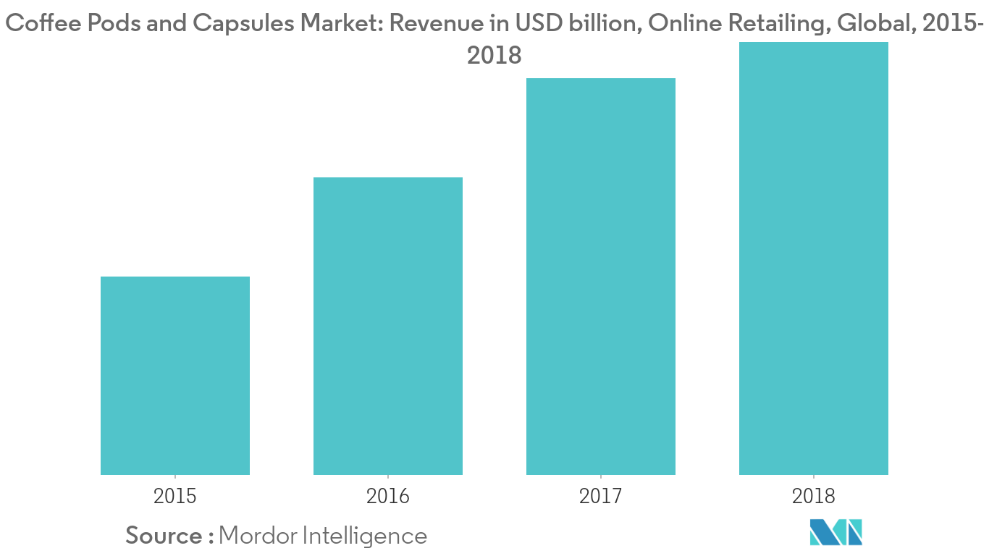 Coffee Pods and Capsules Market: Revenue in USD billion, Online Retailing, Global, 2015-
2018
2015 2016 2017 2018
Source : Mordor Intelligence